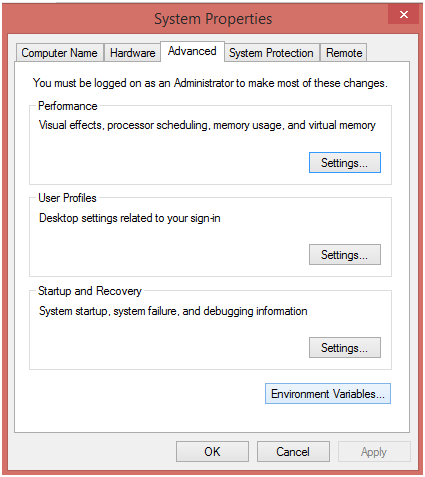 System Properties
Computer Name Hardware Advanced System Protection Remote
You must be logged on as an Administrator to make most of these changes.
Performance
Visual effects, processor scheduling, memory usage, and virtual memory
Settings...
User Profiles
Desktop settings related to your sign-in
Settings...
Startup and Recovery
System startup, system failure, and debugging information
Settings...
Environment Variables...
OK Cancel Apply